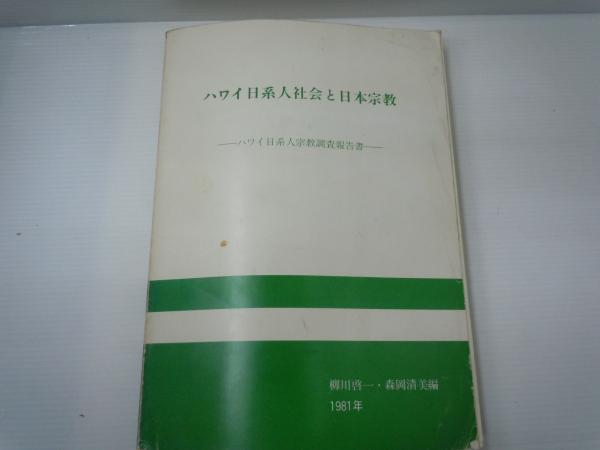 ハワイ日系人社会と日本宗教
――ハワイ日系人宗教調査報告書――
柳川啓一・森岡清美編
1981年